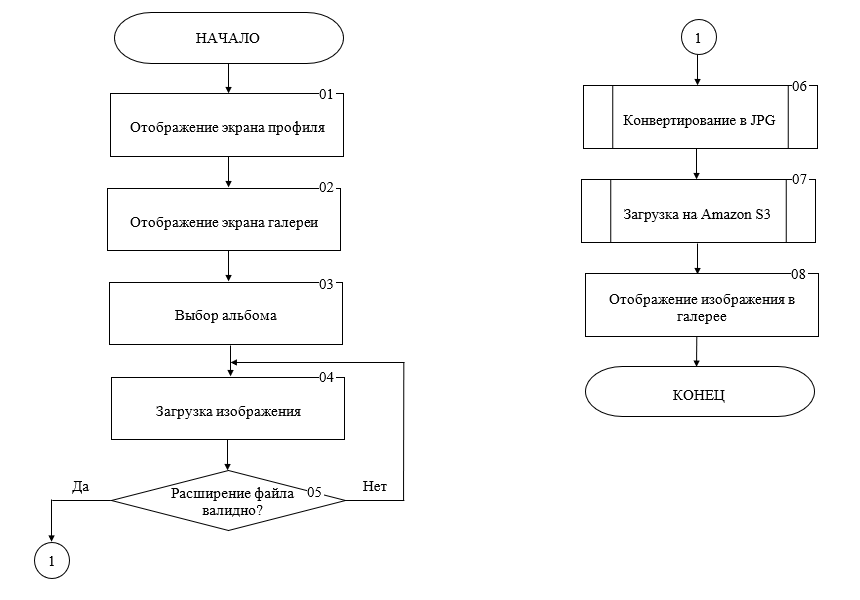 НАЧАЛО
01
Отображение экрана профиля
02
Отображение экрана галереи
03
Выбор альбома
04
Загрузка изображения
05
Расширение файла
валидно?
Да
Нет
1
1
06
Конвертирование в JPG
07
Загрузка на Amazon S3
08
Отображение изображения в
галерее
КОНЕЦ